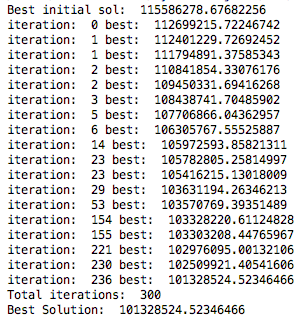 Best initial sol:  115586278.67682256
iteration:  0 best:  112699215.72246742
iteration:  1 best:  112401229.72692452
iteration:  1 best:  111794891.37585343
iteration:  2 best:  110841854.33076176
iteration:  2 best:  109450331.69416268
iteration:  3 best:  108438741.70485902
iteration:  5 best:  107706866.04362957
iteration:  6 best:  106305767.55525887
iteration:  14 best:  105972593.85821311
iteration:  23 best:  105782805.25814997
iteration:  23 best:  105416215.13018009
iteration:  29 best:  103631194.26346213
iteration:  53 best:  103570769.39351489
iteration:  154 best:  103328220.61124828
iteration:  155 best:  103303208.44765967
iteration:  221 best:  102976095.00132106
iteration:  230 best:  102509921.40541606
iteration:  236 best:  101328524.52346466
Total iterations:  300
Best Solution:  101328524.52346466